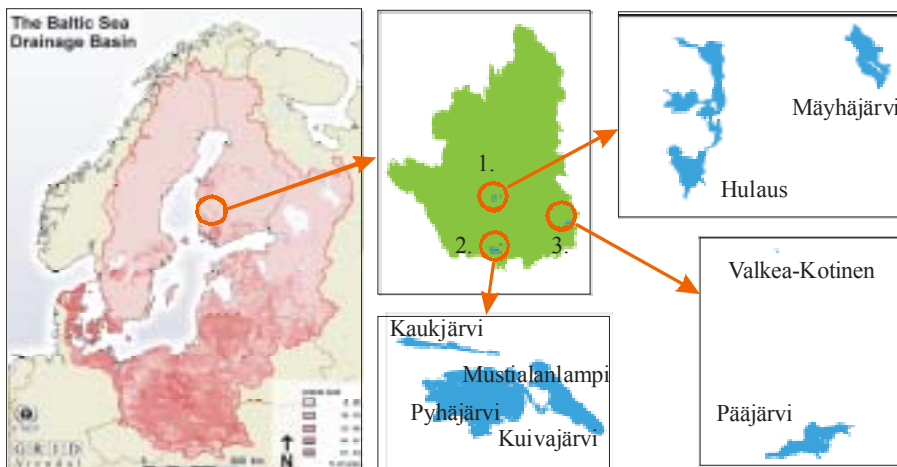 The Baltic Sea
Drainage Basin
N
1.
2.
3.
Mäyhäjärvi
Hulaus
Kaukjärvi
Mustialanlampi
Pyhäjärvi
Kuivajärvi
Valkea-Kotinen
Pääjärvi